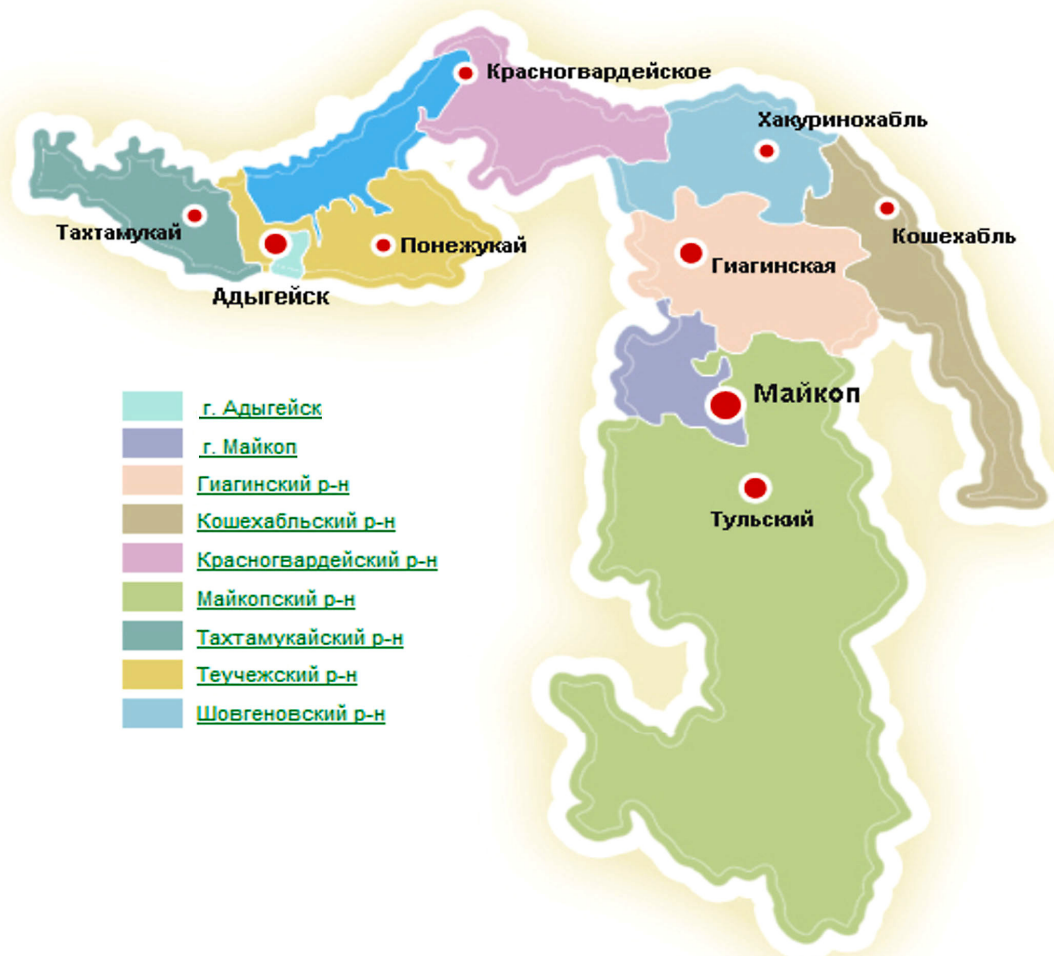 Красногвардейское
Хакуринохабль
Тахтамукай
Понежукай
Кошехабль
Гиагинская
Адыгейск
Майкоп
Тульский
г. Адыгейск
г. Майкоп
Гиагинский р-н
Кошехабльский р-н
Красногвардейский р-н
Майкопский р-н
Тахтамукайский р-н
Теучежский р-н
Шовгеновский р-н